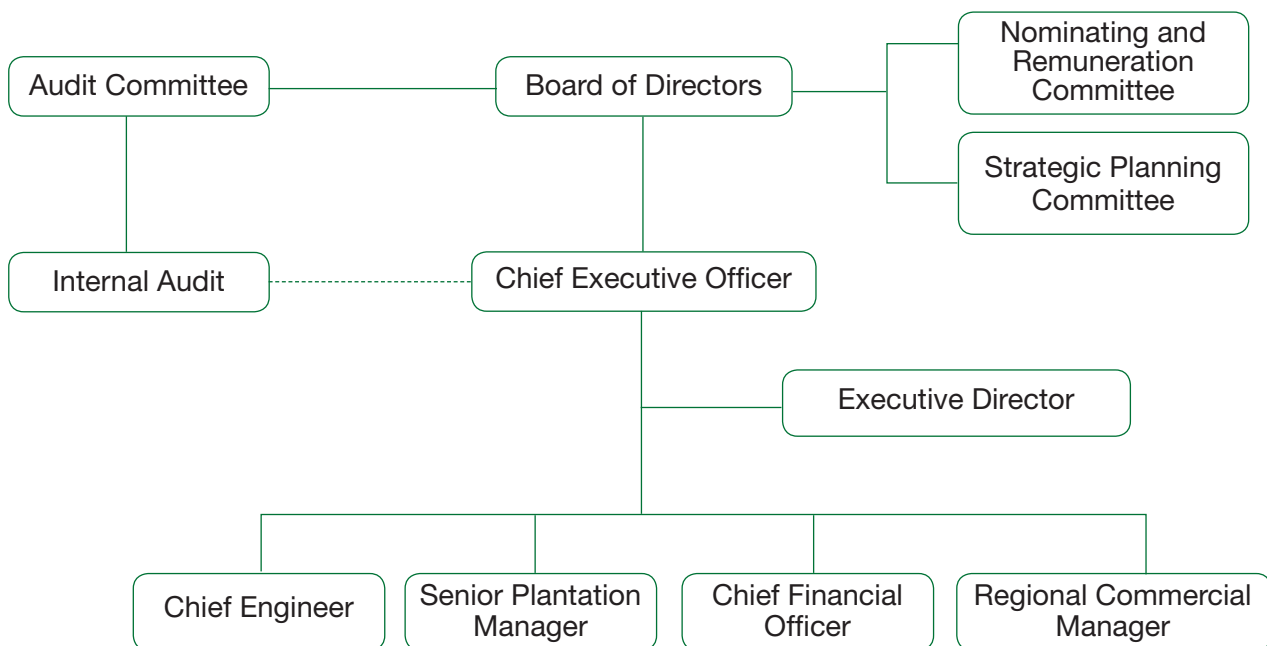 Nominating and
Remuneration
Committee
Audit Committee
Board of Directors
Strategic Planning
Committee
Internal Audit
Chief Executive Officer
Executive Director
Chief Engineer
Senior Plantation
Manager
Chief Financial
Officer
Regional Commercial
Manager